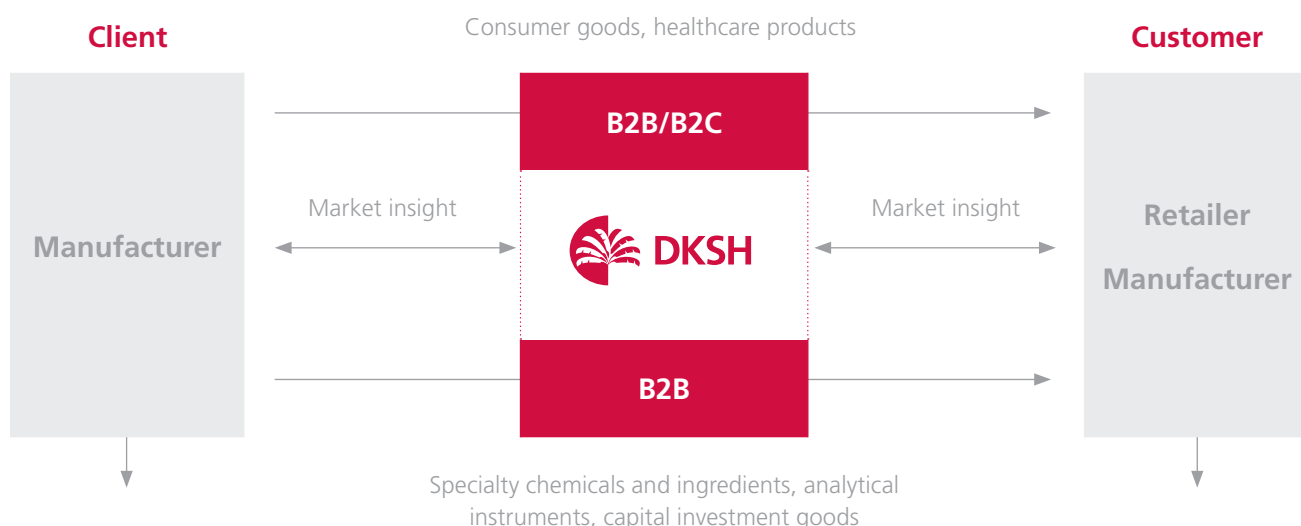 Client
Consumer goods, healthcare products
Customer
B2B/B2C
Manufacturer
Market insight
DKSH
Market insight
Retailer
Manufacturer
B2B
Specialty chemicals and ingredients, analytical
instruments, capital investment goods